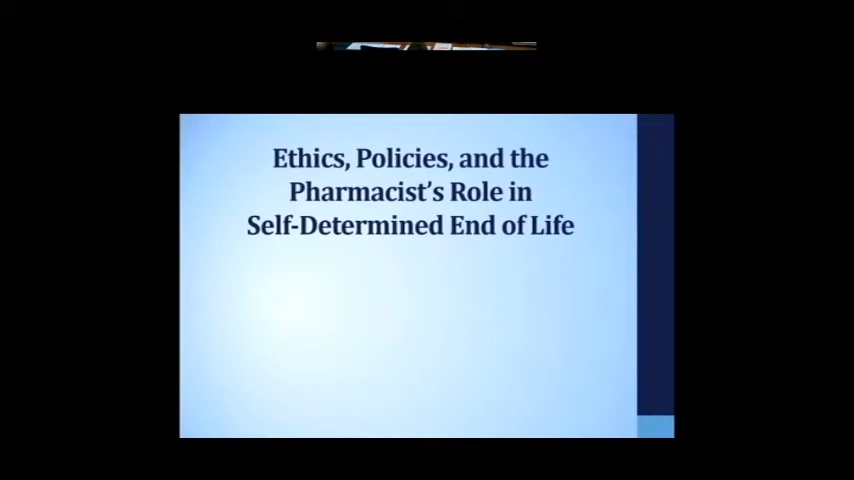 Ethics, Policies, and the
Pharmacist's Role in
Self-Determined End of Life